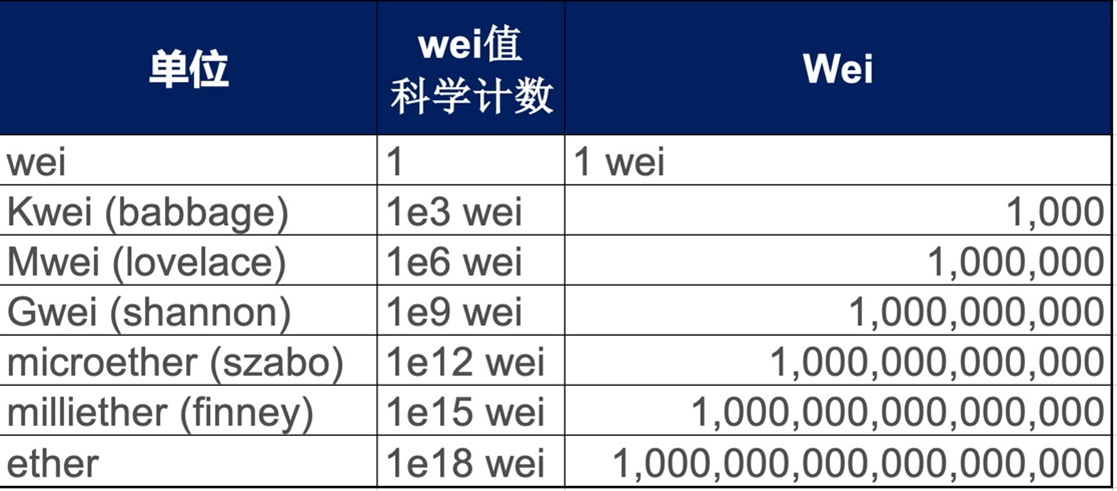 单位 wei值 科学计数 Wei
wei 1 1 wei
Kwei (babbage) 1e3 wei 1,000
Mwei (lovelace) 1e6 wei 1,000,000
Gwei (shannon) 1e9 wei 1,000,000,000
microether (szabo) 1e12 wei 1,000,000,000,000
milliether (finney) 1e15 wei 1,000,000,000,000,000
ether 1e18 wei 1,000,000,000,000,000,000